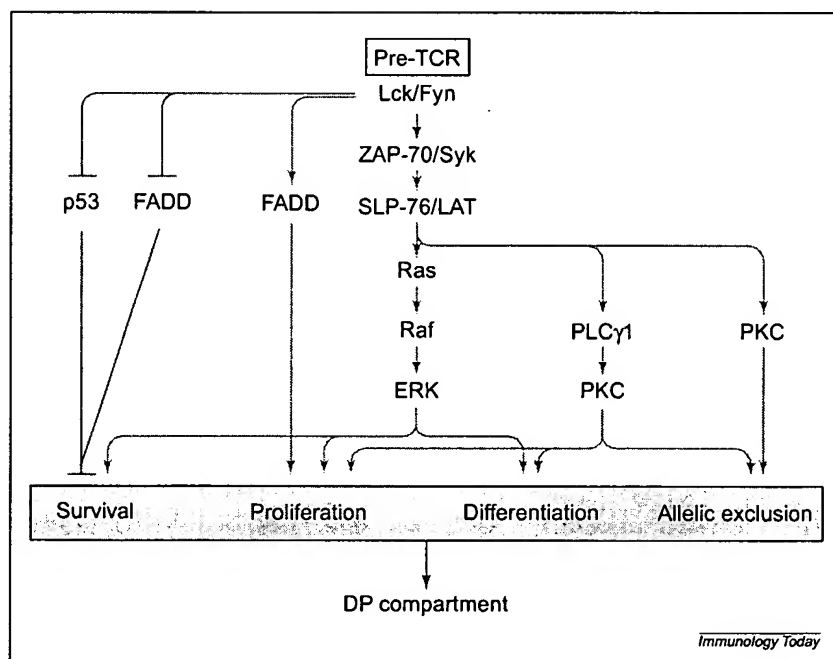 Pre-TCR
Lck/Fyn
ZAP-70/Syk
p53 FADD FADD SLP-76/LAT
Ras
Raf PLCγ1 PKC
ERK PKC
Survival Proliferation Differentiation Allelic exclusion
DP compartment
Immunology Today